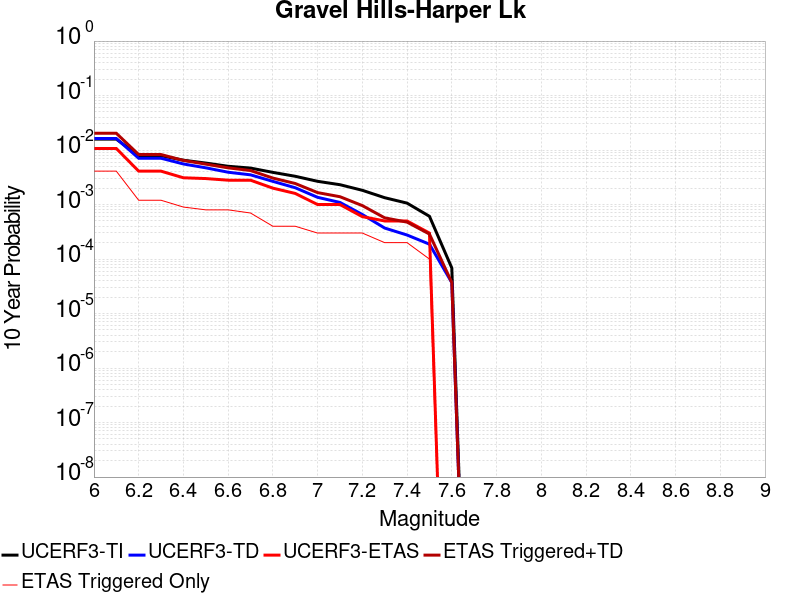 Gravel Hills-Harper Lk
10 Year Probability
10^0
10^-1
10^-2
10^-3
10^-4
10^-5
10^-6
10^-7
10^-8
6 6.2 6.4 6.6 6.8 7 7.2 7.4 7.6 7.8 8 8.2 8.4 8.6 8.8 9
Magnitude
UCERF3-TI UCERF3-TD UCERF3-ETAS ETAS Triggered+TD
ETAS Triggered Only